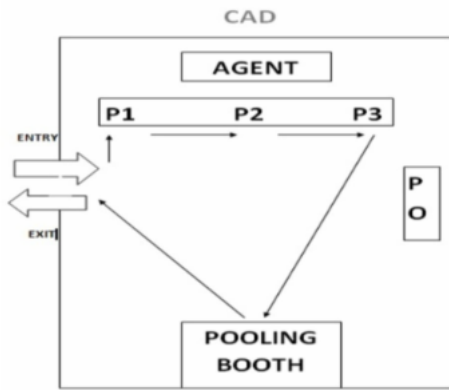 CAD
AGENT
P1 P2 P3
ENTRY
P
O
EXIT
POOLING
BOOTH